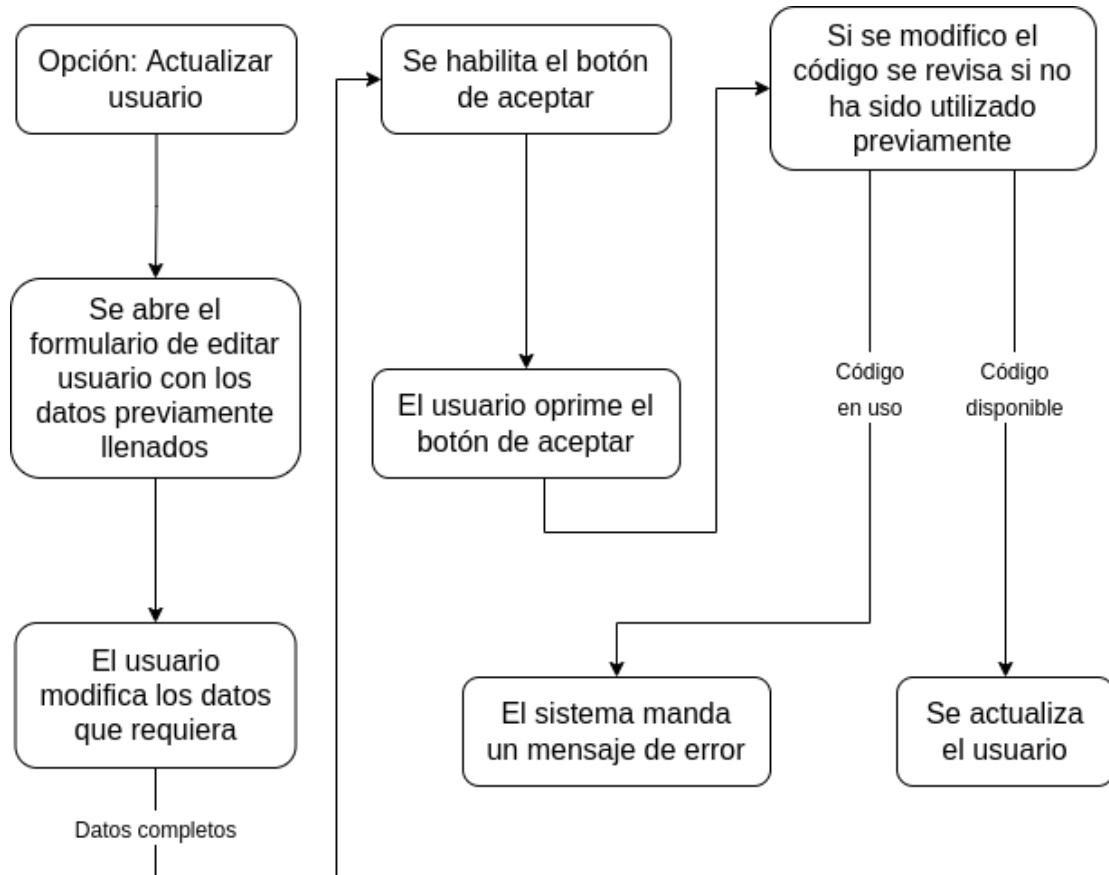 Opción: Actualizar
usuario
Se abre el
formulario de editar
usuario con los
datos previamente
llenados
El usuario
modifica los datos
que requiera
Datos completos
Se habilita el botón
de aceptar
El usuario oprime el
botón de aceptar
Si se modifico el
código se revisa si no
ha sido utilizado
previamente
Código
en uso
Código
disponible
El sistema manda
un mensaje de error
Se actualiza
el usuario